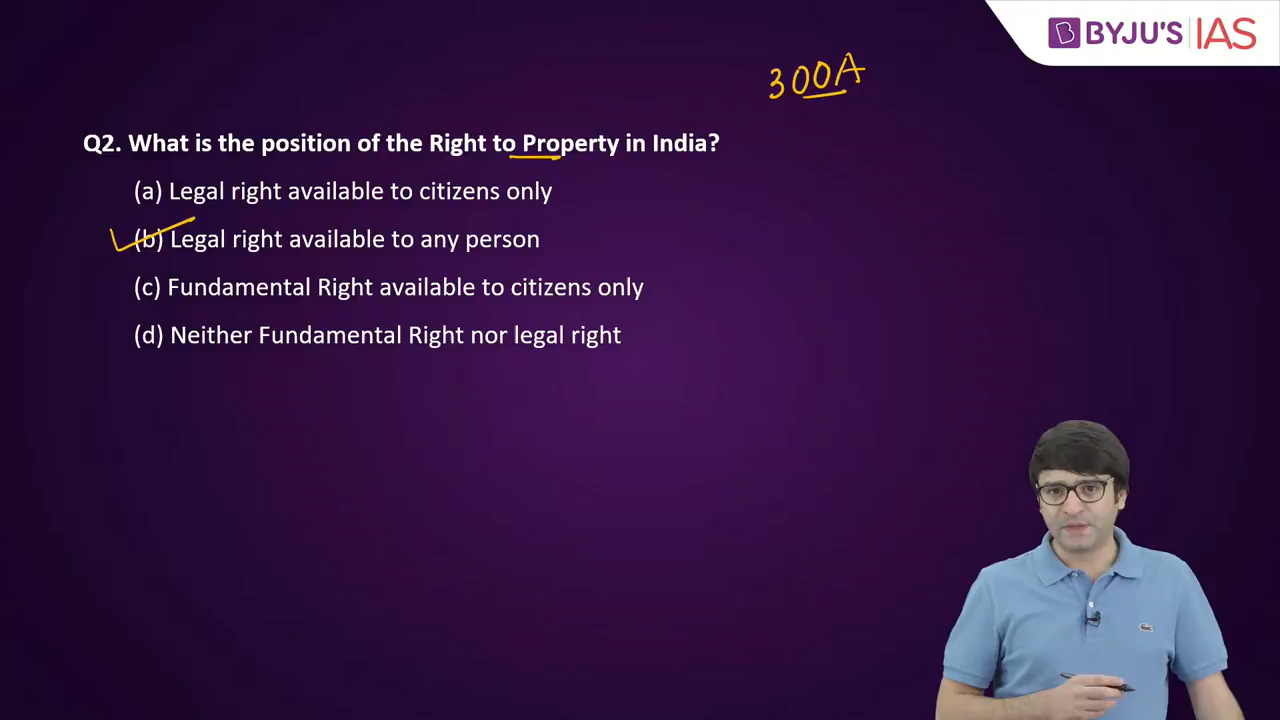 BYJU'S IAS
300A
Q2. What is the position of the Right to Property in India?
(a) Legal right available to citizens only
(b) Legal right available to any person
(c) Fundamental Right available to citizens only
(d) Neither Fundamental Right nor legal right